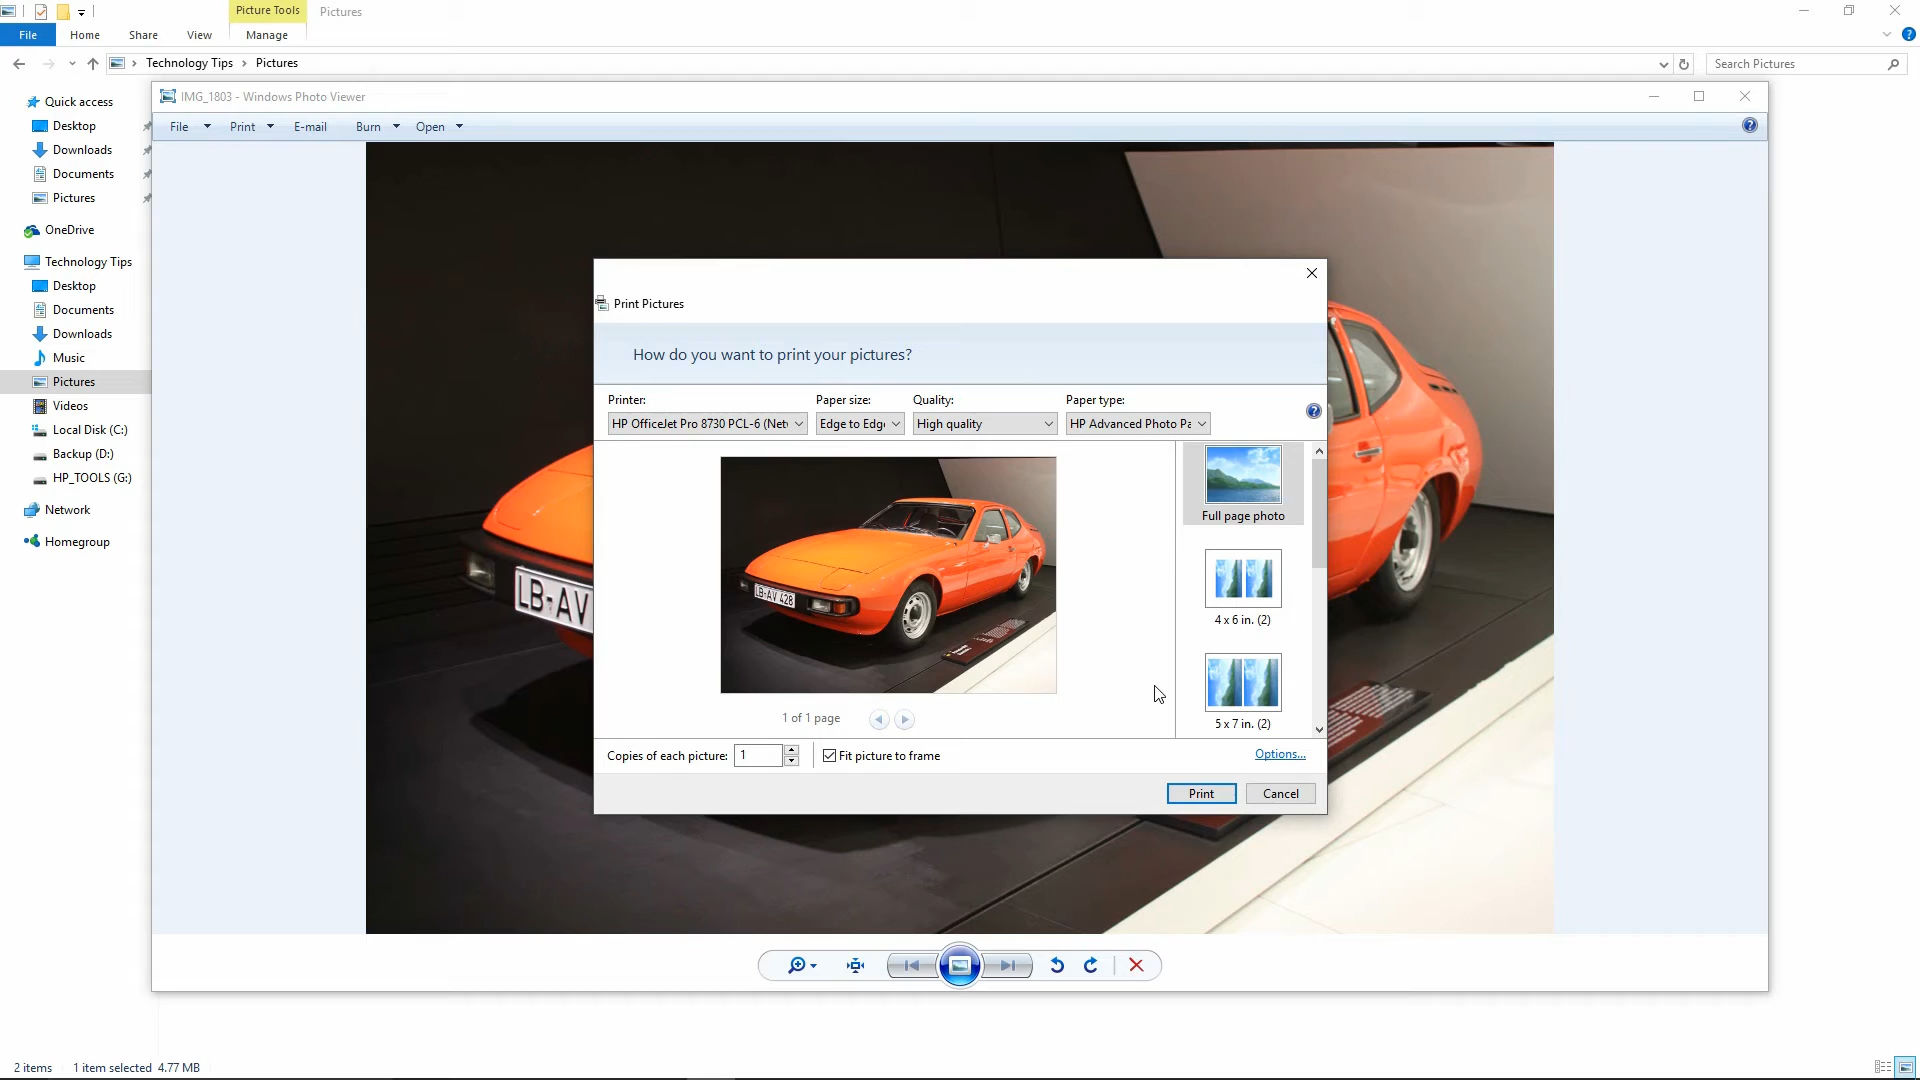 Picture Tools
Pictures
File
Home
Share
View
Manage
Technology Tips
Pictures
Search Pictures
Quick access
Desktop
Downloads
Documents
Pictures
OneDrive
Technology Tips
Desktop
Documents
Downloads
Music
Pictures
Videos
Local Disk (C:)
Backup (D:)
HP_TOOLS (G:)
Network
Homegroup
IMG_1803 - Windows Photo Viewer
File
Print
E-mail
Burn
Open
LB-AV
Print Pictures
How do you want to print your pictures?
Printer:
Paper size:
Quality:
Paper type:
HP OfficeJet Pro 8730 PCL-6 (Net
Edge to Edg
High quality
HP Advanced Photo Pa
LB-AV 428
Full page photo
4 x 6 in. (2)
5 x 7 in. (2)
1 of 1 page
Copies of each picture:
1
Fit picture to frame
Options...
Print
Cancel
2 items
1 item selected 4.77 MB